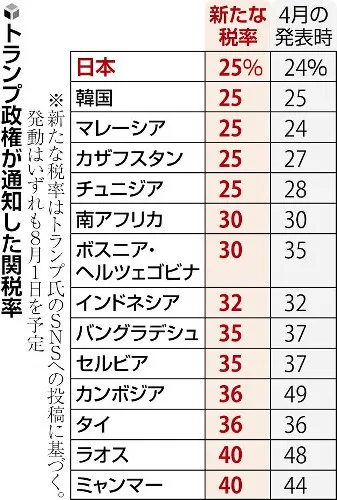 トランプ政権が通知した関税率
※新たな税率はトランプ氏のSNSへの投稿に基づく。
発動はいずれも8月1日を予定
新たな税率 4月の発表時
日本 25% 24%
韓国 25 25
マレーシア 25 24
カザフスタン 25 27
チュニジア 25 28
南アフリカ 30 30
ボスニア・
ヘルツェゴビナ 30 35
インドネシア 32 32
バングラデシュ 35 37
セルビア 35 37
カンボジア 36 49
タイ 36 36
ラオス 40 48
ミャンマー 40 44